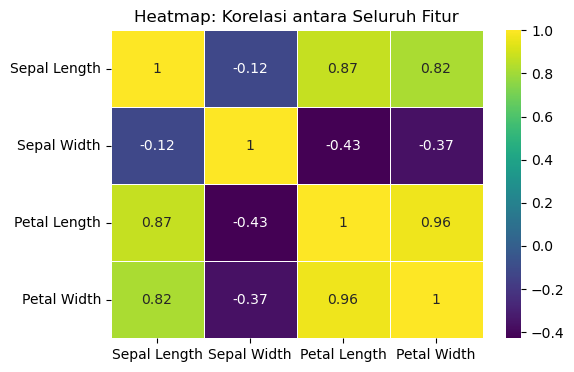 Heatmap: Korelasi antara Seluruh Fitur
Sepal Length 1 -0.12 0.87 0.82
Sepal Width -0.12 1 -0.43 -0.37
Petal Length 0.87 -0.43 1 0.96
Petal Width 0.82 -0.37 0.96 1
Sepal Length Sepal Width Petal Length Petal Width
1.0
0.8
0.6
0.4
0.2
0.0
−0.2
−0.4